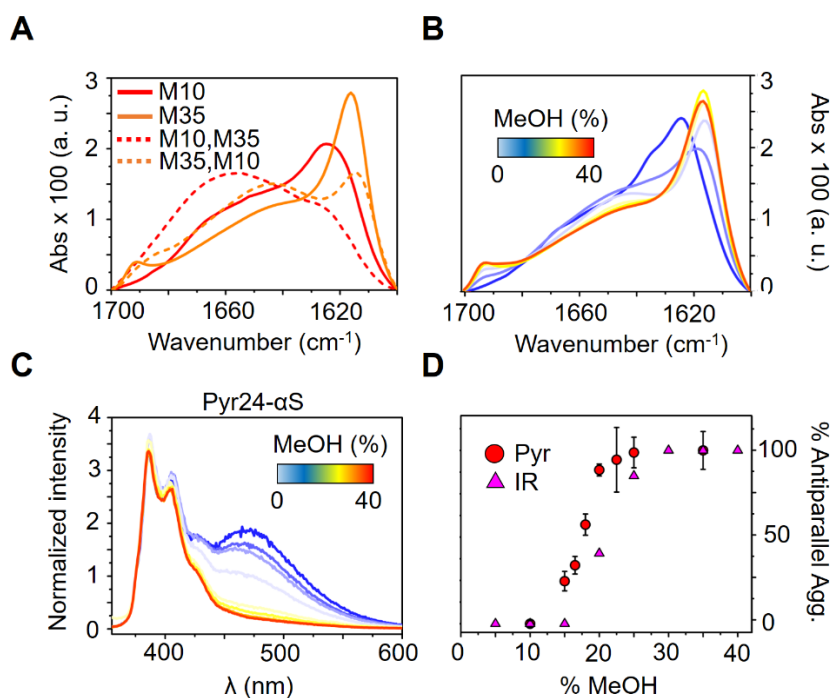 A
3
2
1
0
Abs x 100 (a. u.)
M10
M35
M10,M35
M35,M10
1700
1660
1620
Wavenumber (cm⁻¹)
B
MeOH (%)
0
40
3
2
1
0
Abs x 100 (a. u.)
1700
1660
1620
Wavenumber (cm⁻¹)
C
Pyr24-αS
MeOH (%)
0
40
4
3
2
1
0
Normalized intensity
400
500
600
λ (nm)
D
Pyr
IR
100
50
0
% Antiparallel Agg.
0
10
20
30
40
% MeOH